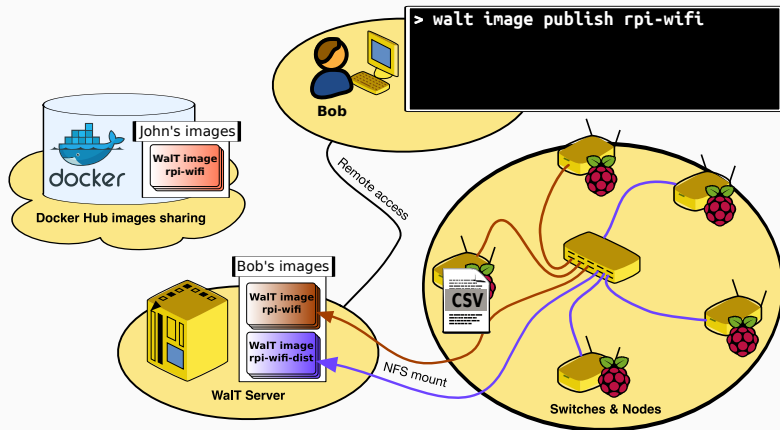 > walt image publish rpi-wifi
Bob
John's images
WalT image
rpi-wifi
docker
Docker Hub images sharing
Remote access
Bob's images
WalT image
rpi-wifi
WalT image
rpi-wifi-dist
WalT Server
NFS mount
CSV
Switches & Nodes